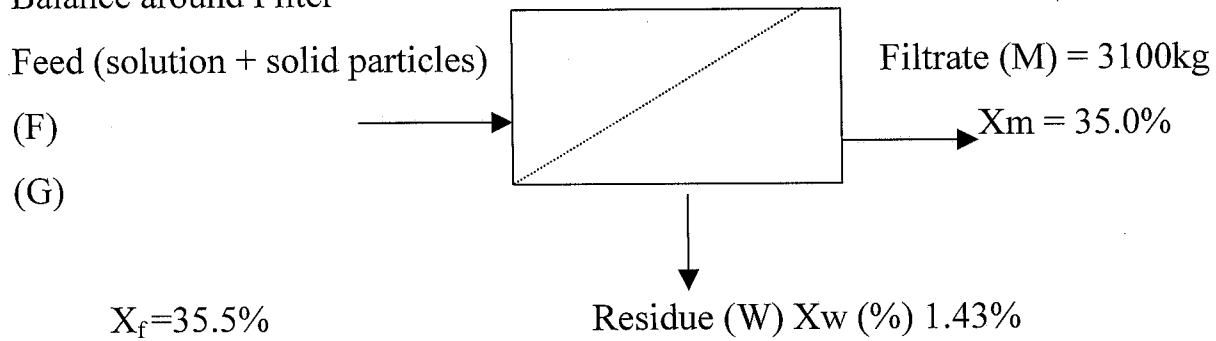 Balance around Filter
Feed (solution + solid particles)
Filtrate (M) = 3100kg
(F)
Xm = 35.0%
(G)
Xf=35.5%
Residue (W) Xw (%) 1.43%